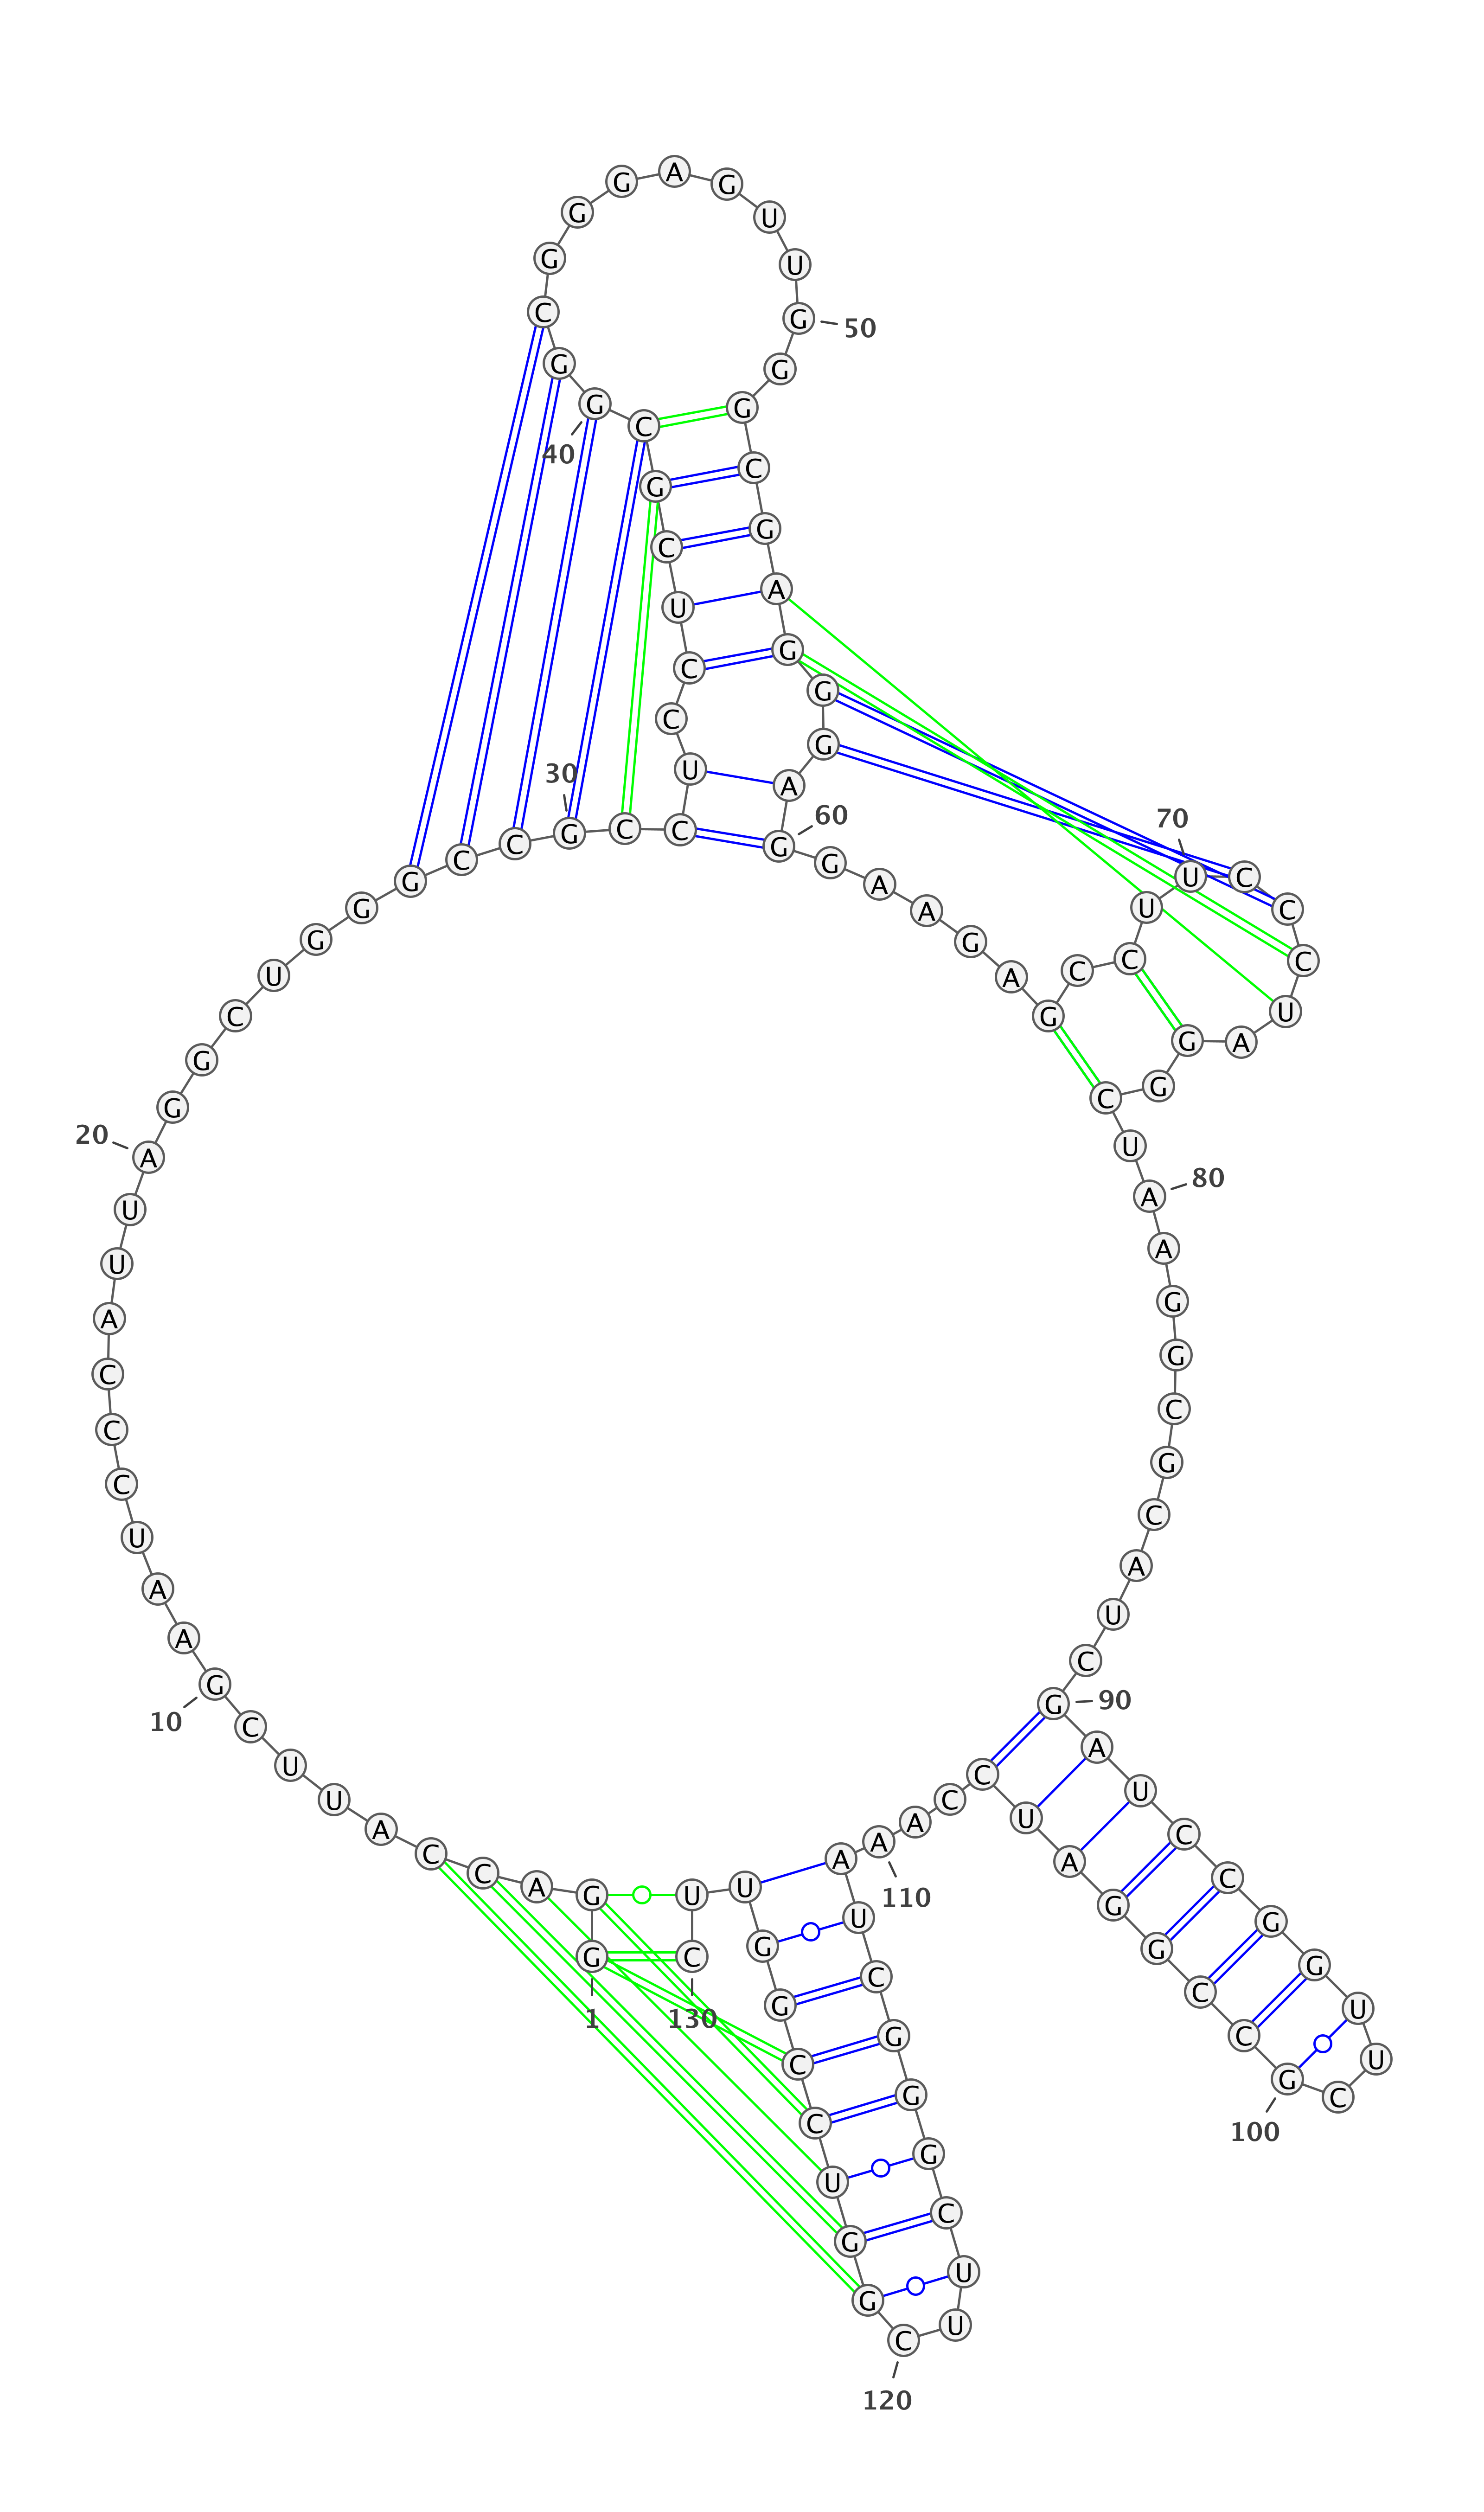 G G A C C A U U C G
A A U C C C A U U A
G G C U G G G C C G
C C U C C U C G C G
G C G G G A G U U G
G G C G A G G G A G
G A A G A G C C U U
C C C U A G G C U A
A G G C G C A U C G
A U C C G G U U C G
C C G G A U C C A A
A U C G G G C U U C
G G U C C G G U U C
1
10
20
30
40
50
60
70
80
90
100
110
120
130